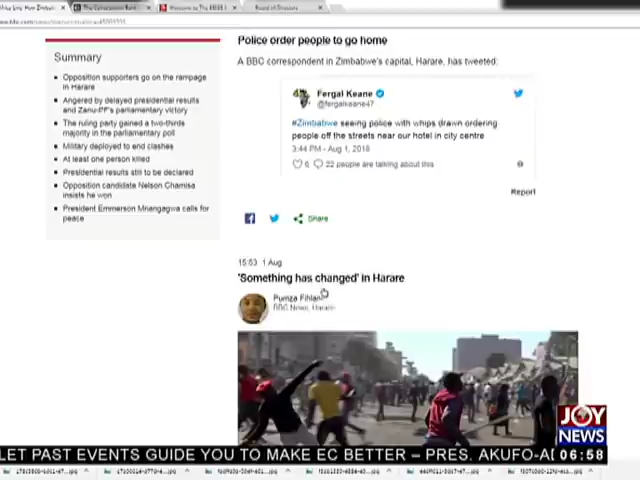 Police order people to go home
A BBC correspondent in Zimbabwe's capital, Harare, has tweeted:
Summary
Opposition supporters go on the rampage
in Harare
Angered by delayed presidential results
and Zanu-PF's parliamentary victory
The ruling party gained a two-thirds
majority in the parliamentary poll
Military deployed to end clashes
At least one person killed
Presidential results still to be declared
Opposition candidate Nelson Chamisa
insists he won
President Emmerson Mnangagwa calls for
peace
Fergal Keane
@fergalkeane47
#Zimbabwe seeing police with whips drawn ordering
people off the streets near our hotel in city centre
3:44 PM - Aug 1, 2018
6 22 people are talking about this
Report
Share
15:53 1 Aug
'Something has changed' in Harare
Pumza Fihlani
BBC News, Harare
JOY
NEWS
LET PAST EVENTS GUIDE YOU TO MAKE EC BETTER – PRES. AKUFO-AD
06:58